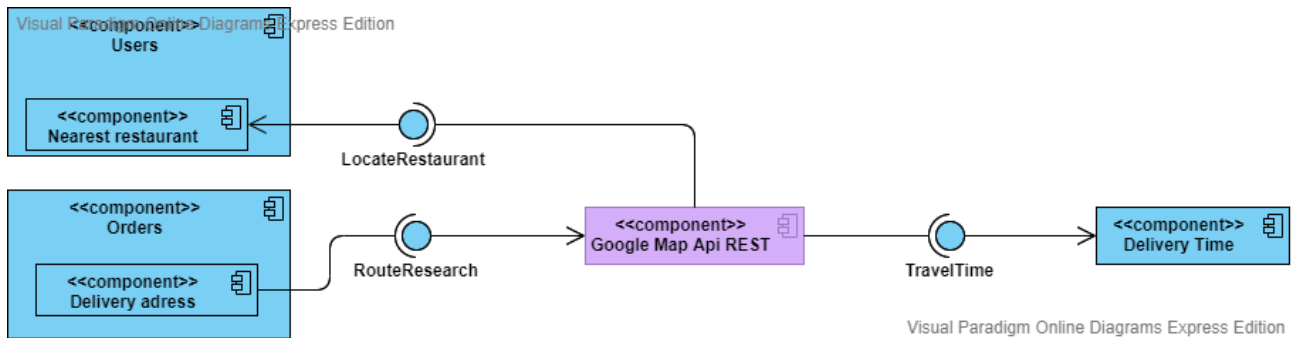 Visual Paradigm Online Diagrams Express Edition
<<component>>
Users
<<component>>
Nearest restaurant
LocateRestaurant
<<component>>
Orders
<<component>>
Delivery adress
RouteResearch
<<component>>
Google Map Api REST
TravelTime
<<component>>
Delivery Time
Visual Paradigm Online Diagrams Express Edition